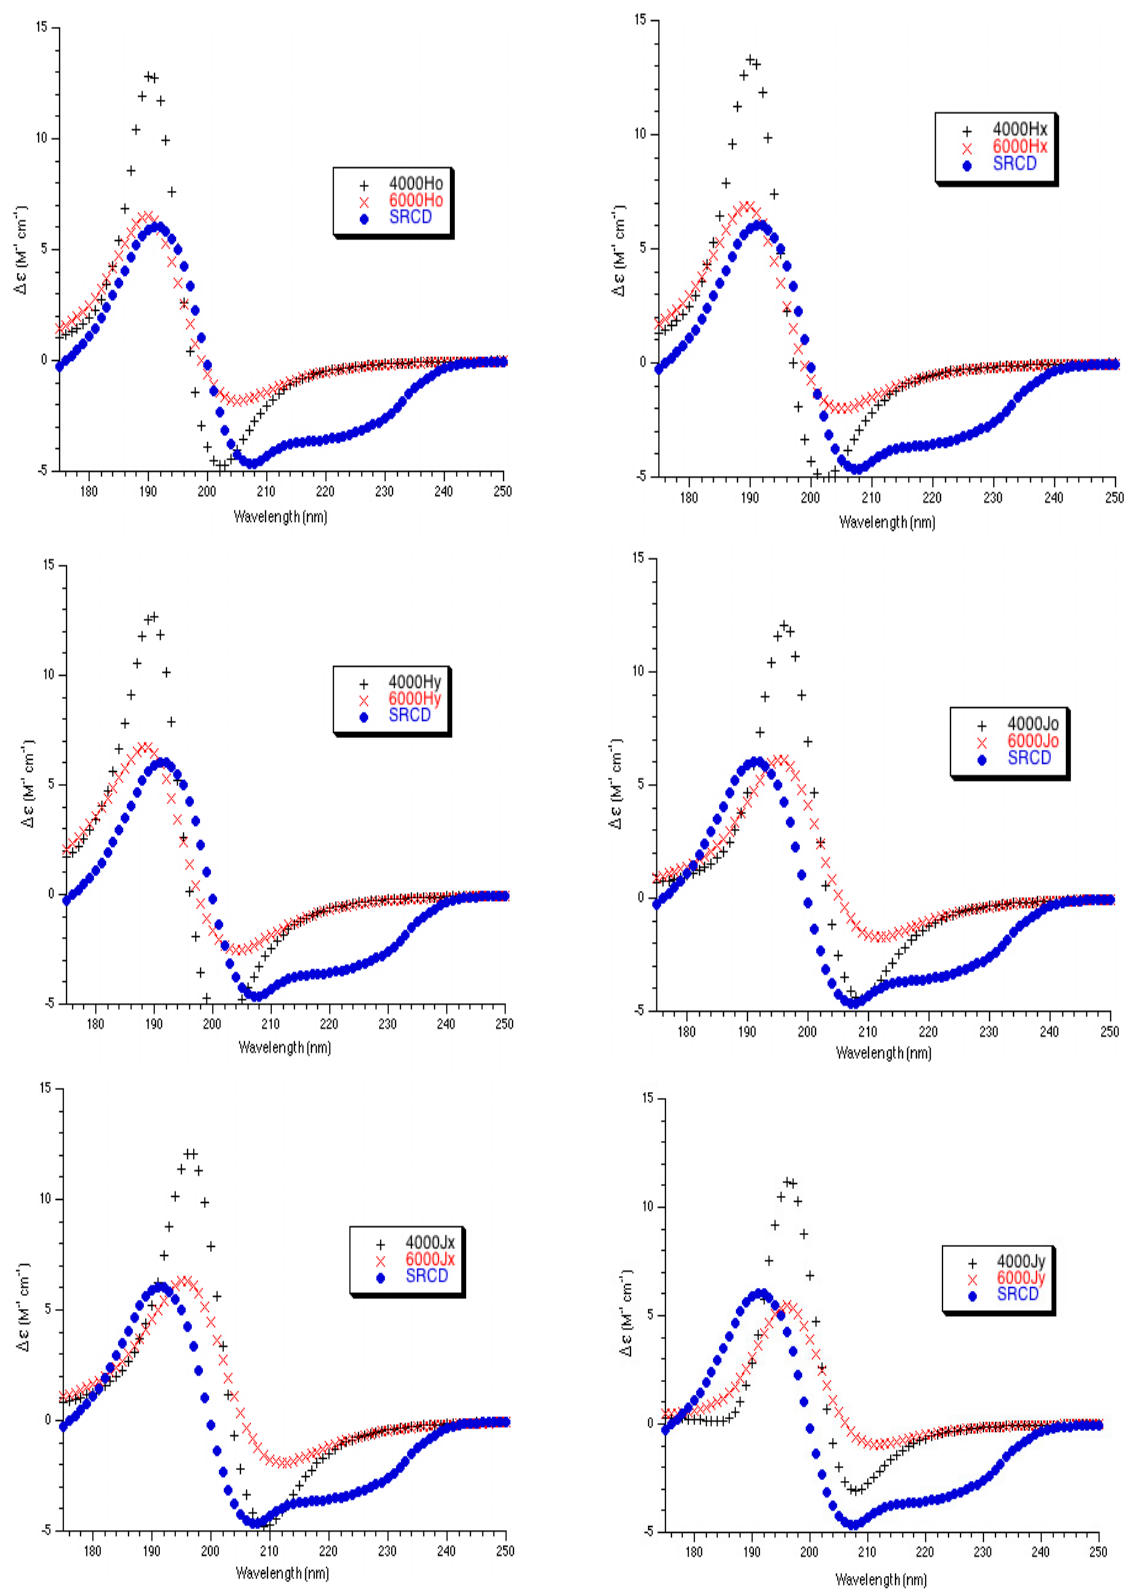 15
10
5
0
-5
Δ ε (M⁻¹ cm⁻¹)
4000Ho
6000Ho
SRCD
180 190 200 210 220 230 240 250
Wavelength (nm)
15
10
5
0
-5
Δ ε (M⁻¹ cm⁻¹)
4000Hx
6000Hx
SRCD
180 190 200 210 220 230 240 250
Wavelength (nm)
15
10
5
0
-5
Δ ε (M⁻¹ cm⁻¹)
4000Hy
6000Hy
SRCD
180 190 200 210 220 230 240 250
Wavelength (nm)
15
10
5
0
-5
Δ ε (M⁻¹ cm⁻¹)
4000Jo
6000Jo
SRCD
180 190 200 210 220 230 240 250
Wavelength (nm)
15
10
5
0
-5
Δ ε (M⁻¹ cm⁻¹)
4000Jx
6000Jx
SRCD
180 190 200 210 220 230 240 250
Wavelength (nm)
15
10
5
0
-5
Δ ε (M⁻¹ cm⁻¹)
4000Jy
6000Jy
SRCD
180 190 200 210 220 230 240 250
Wavelength (nm)